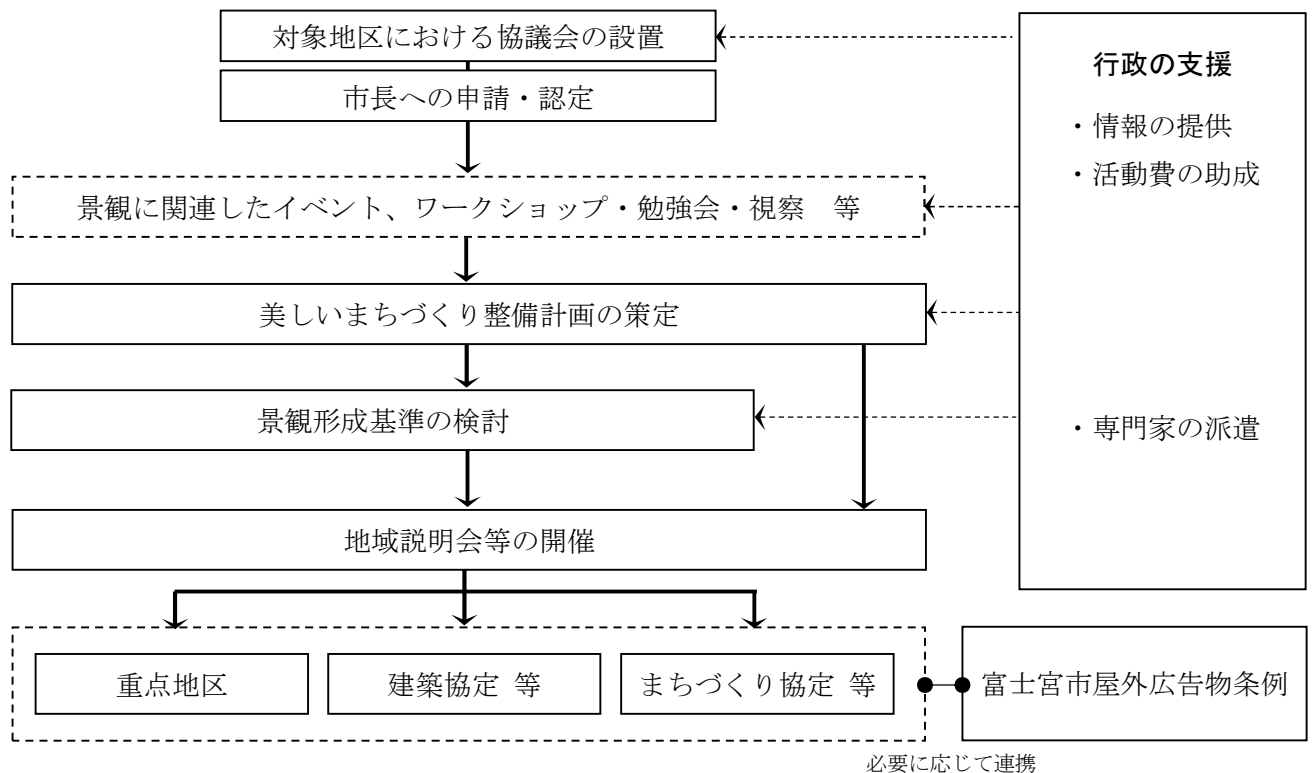 対象地区における協議会の設置
市長への申請・認定
景観に関連したイベント、ワークショップ・勉強会・視察　等
美しいまちづくり整備計画の策定
景観形成基準の検討
地域説明会等の開催
重点地区
建築協定 等
まちづくり協定 等
行政の支援
・情報の提供
・活動費の助成
・専門家の派遣
富士宮市屋外広告物条例
必要に応じて連携